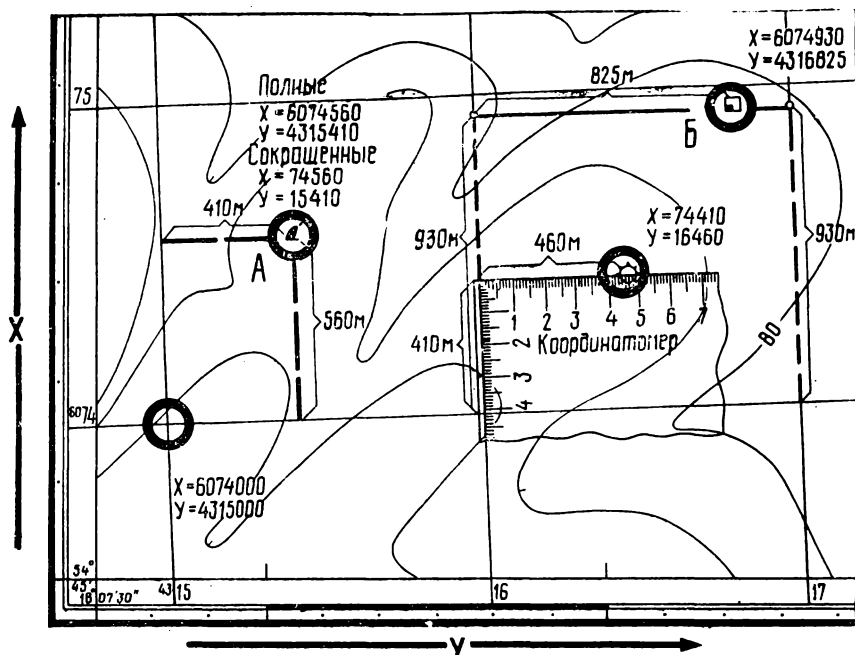 X=6074930
У=4316825
825м
75
Полные
X=6074560
У=4315410
Сокращенные
X=74560
У=15410
Б
410м
X=74410
У=16460
930м
460м
930м
А
X
560м
410м
1 2 3 4 5 6 7
Координатомер
1
2
3
4
80
6074
X=6074000
У=4315000
54°
45'
18°07'30"
4315
16
17
У